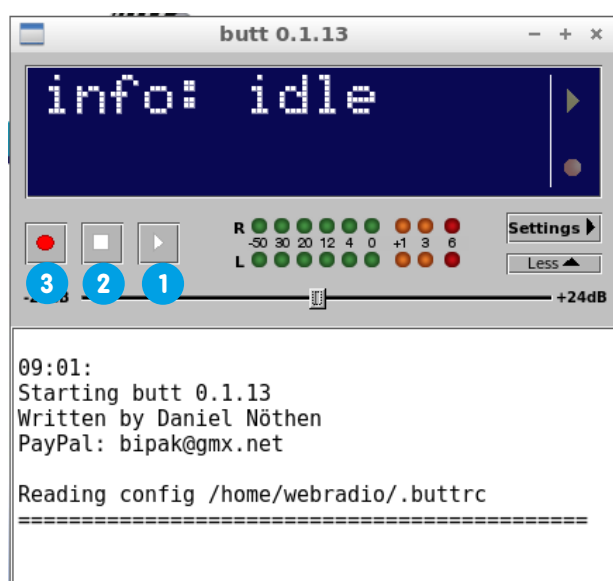 butt 0.1.13
info: idle
R
-50 30 20 12 4 0 +1 3 6
L
Settings
Less
3 2 1
dB +24dB
09:01:
Starting butt 0.1.13
Written by Daniel Nöthen
PayPal: bipak@gmx.net
Reading config /home/webradio/.buttrc
=============================================